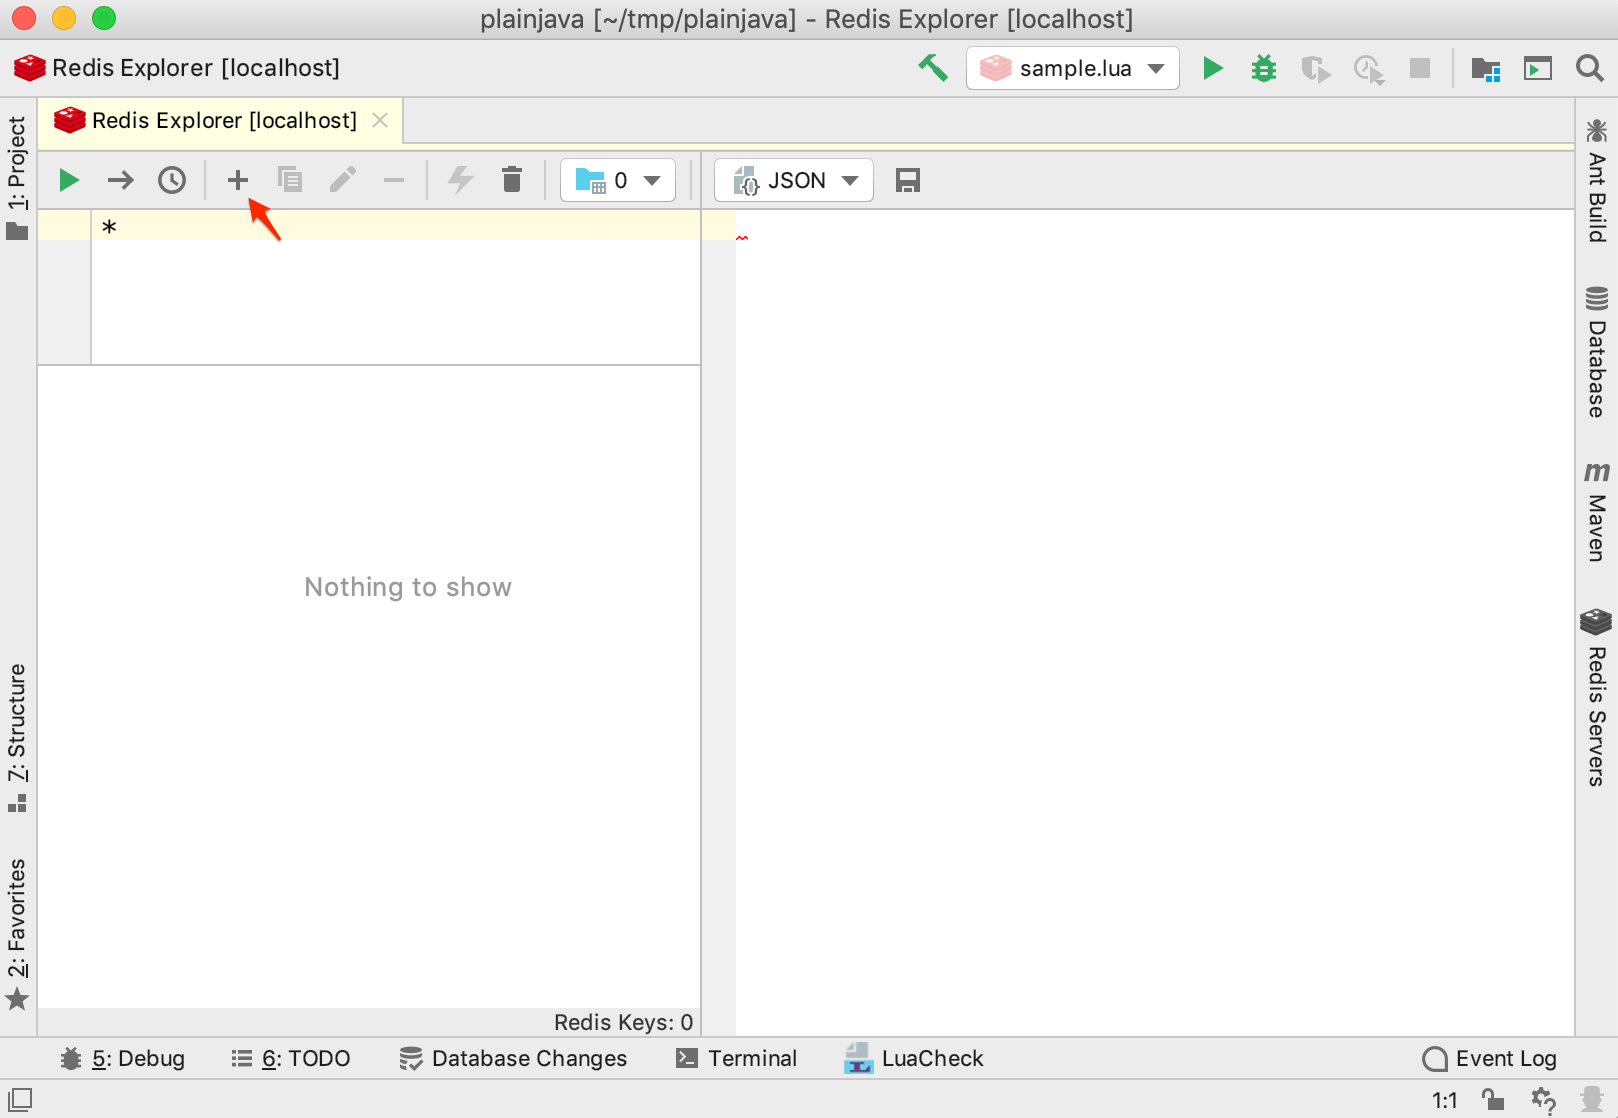 plainjava [~/tmp/plainjava] - Redis Explorer [localhost]
Redis Explorer [localhost]
sample.lua
Redis Explorer [localhost]
0
JSON
*
1: Project
Nothing to show
7: Structure
2: Favorites
Redis Keys: 0
Ant Build
Database
m
Maven
Redis Servers
5: Debug
6: TODO
Database Changes
Terminal
LuaCheck
Event Log
1:1